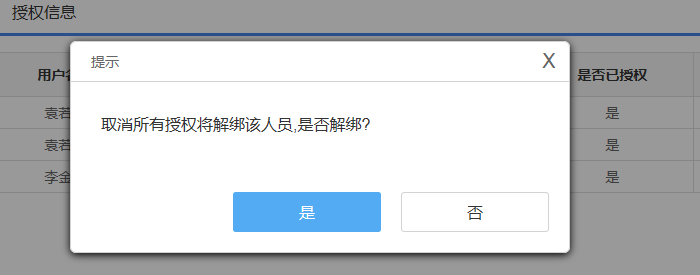 授权信息
提示 X
用户名 是否已授权
取消所有授权将解绑该人员,是否解绑?
袁若 是
袁若 是
李金 是
是 否